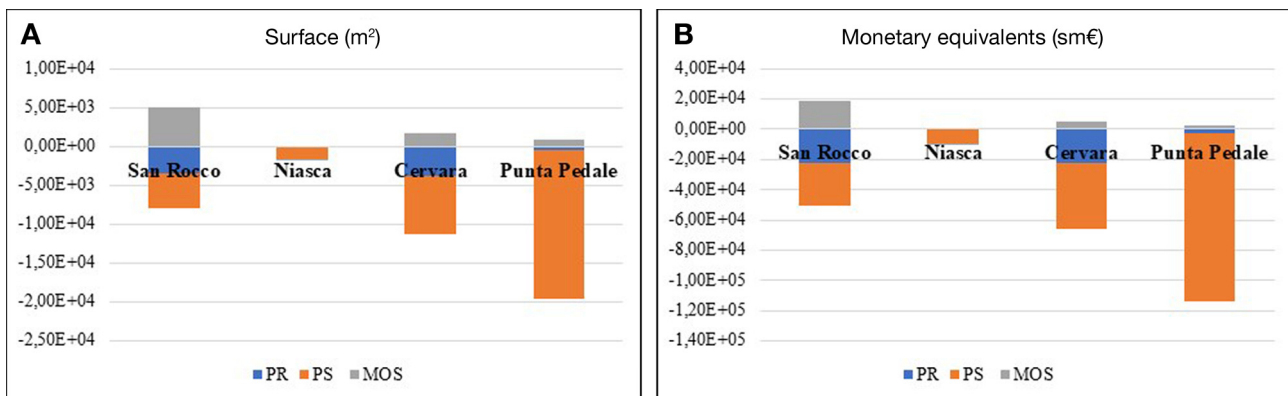 A
Surface (m²)
1,00E+04
5,00E+03
0,00E+00
-5,00E+03
-1,00E+04
-1,50E+04
-2,00E+04
-2,50E+04
San Rocco
Niasca
Cervara
Punta Pedale
PR PS MOS
B
Monetary equivalents (sm€)
4,00E+04
2,00E+04
0,00E+00
-2,00E+04
-4,00E+04
-6,00E+04
-8,00E+04
-1,00E+05
-1,20E+05
-1,40E+05
San Rocco
Niasca
Cervara
Punta Pedale
PR PS MOS